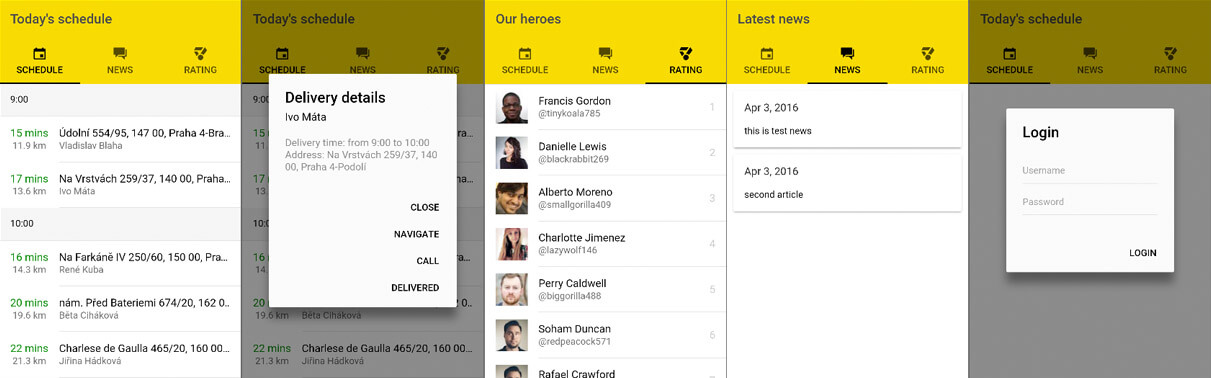 Today's schedule
SCHEDULE
NEWS
RATING
9:00
15 mins
Údolní 554/95, 147 00, Praha 4-Bra…
11.9 km
Vladislav Blaha
17 mins
Na Vrstvách 259/37, 140 00, Praha…
13.6 km
Ivo Máta
10:00
16 mins
Na Farkáně IV 250/60, 150 00, Pra…
14.3 km
René Kuba
20 mins
nám. Před Bateriemi 674/20, 162 0…
19.6 km
Běta Ciháková
22 mins
Charlese de Gaulla 465/20, 160 00…
21.3 km
Jiřina Hádková
Today's schedule
SCHEDULE
NEWS
RATING
9:00
Delivery details
Ivo Máta
Delivery time: from 9:00 to 10:00
Address: Na Vrstvách 259/37, 140
00, Praha 4-Podolí
CLOSE
NAVIGATE
CALL
DELIVERED
15
11.9
17
13.6
10:00
16
14.3
20
19.6 km
Běta Ciháková
22 mins
Charlese de Gaulla 465/20, 160 00…
21.3 km
Jiřina Hádková
Our heroes
SCHEDULE
NEWS
RATING
Francis Gordon
@tinykoala785
1
Danielle Lewis
@blackrabbit269
2
Alberto Moreno
@smallgorilla409
3
Charlotte Jimenez
@lazywolf146
4
Perry Caldwell
@biggorilla488
5
Soham Duncan
@redpeacock571
6
Rafael Crawford
Latest news
SCHEDULE
NEWS
RATING
Apr 3, 2016
this is test news
Apr 3, 2016
second article
Today's schedule
SCHEDULE
NEWS
RATING
Login
Username
Password
LOGIN